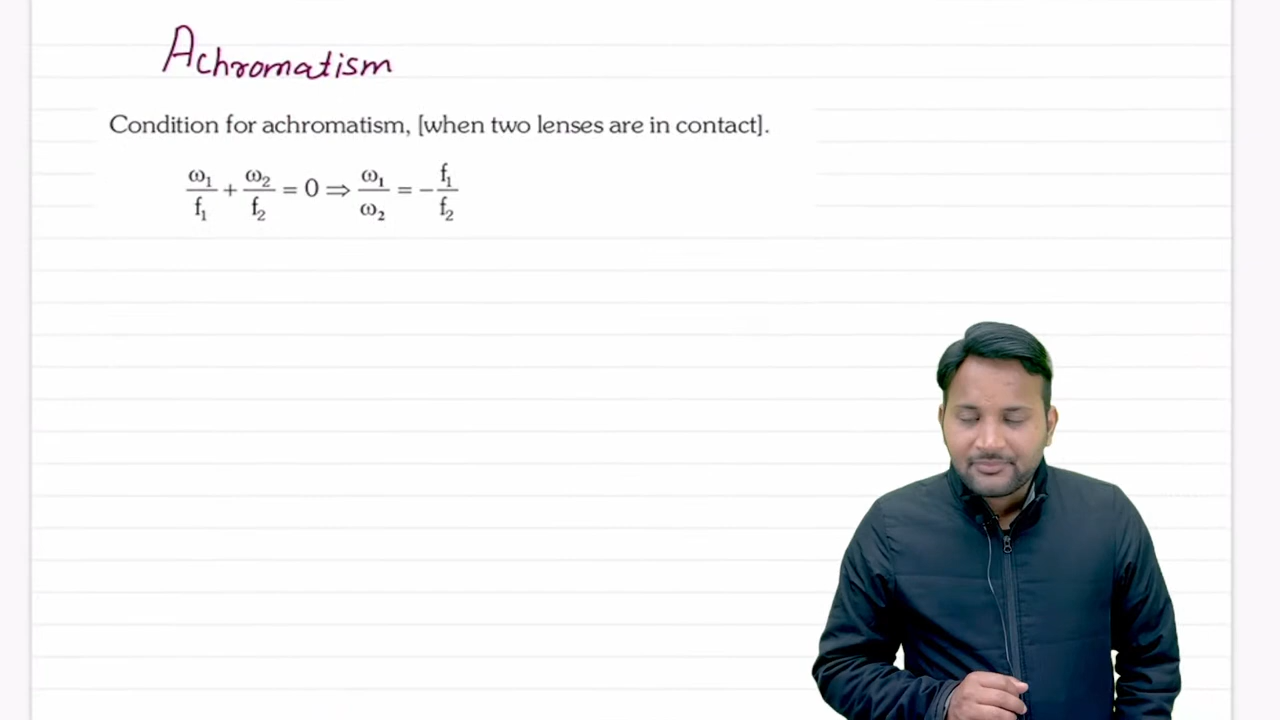 Achromatism
Condition for achromatism, [when two lenses are in contact].
ω₁/f₁ + ω₂/f₂ = 0 ⇒ ω₁/ω₂ = −f₁/f₂